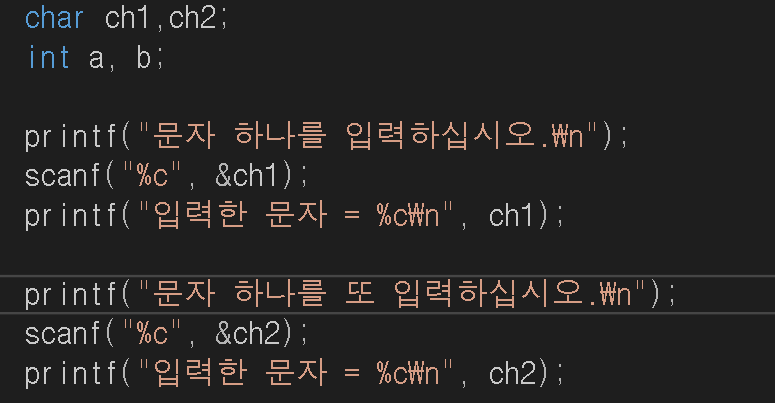 char ch1,ch2;
int a, b;
printf("문자 하나를 입력하십시오.₩n");
scanf("%c", &ch1);
printf("입력한 문자 = %c₩n", ch1);
printf("문자 하나를 또 입력하십시오.₩n");
scanf("%c", &ch2);
printf("입력한 문자 = %c₩n", ch2);